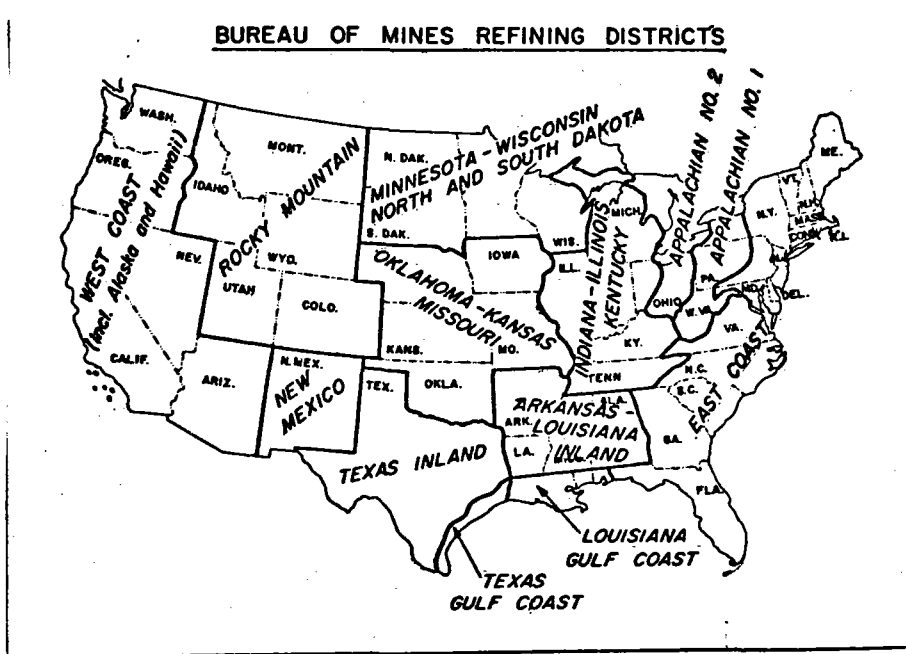 BUREAU OF MINES REFINING DISTRICTS
WASH.
ORES.
IDAHO
MONT.
N. DAK.
S. DAK.
WYO.
NEV.
UTAH
COLO.
CALIF.
ARIZ.
N. MEX.
TEX.
OKLA.
KANS.
MO.
IOWA
WIS.
ILL.
MICH.
OHIO
KY.
TENN
ARK.
LA.
GA.
FLA.
S.C.
N.C.
VA.
W.VA.
MD.
DEL.
PA.
N.Y.
VT.
N.H.
MASS
CONN
R.I.
ME.
WEST COAST
(Incl. Alaska and Hawaii)
ROCKY MOUNTAIN
MINNESOTA-WISCONSIN
NORTH AND SOUTH DAKOTA
OKLAHOMA-KANSAS
MISSOURI
INDIANA-ILLINOIS
KENTUCKY
APPALACHIAN NO. 2
APPALACHIAN NO. 1
EAST COAST
NEW
MEXICO
TEXAS INLAND
ARKANSAS-
LOUISIANA
INLAND
LOUISIANA
GULF COAST
TEXAS
GULF COAST